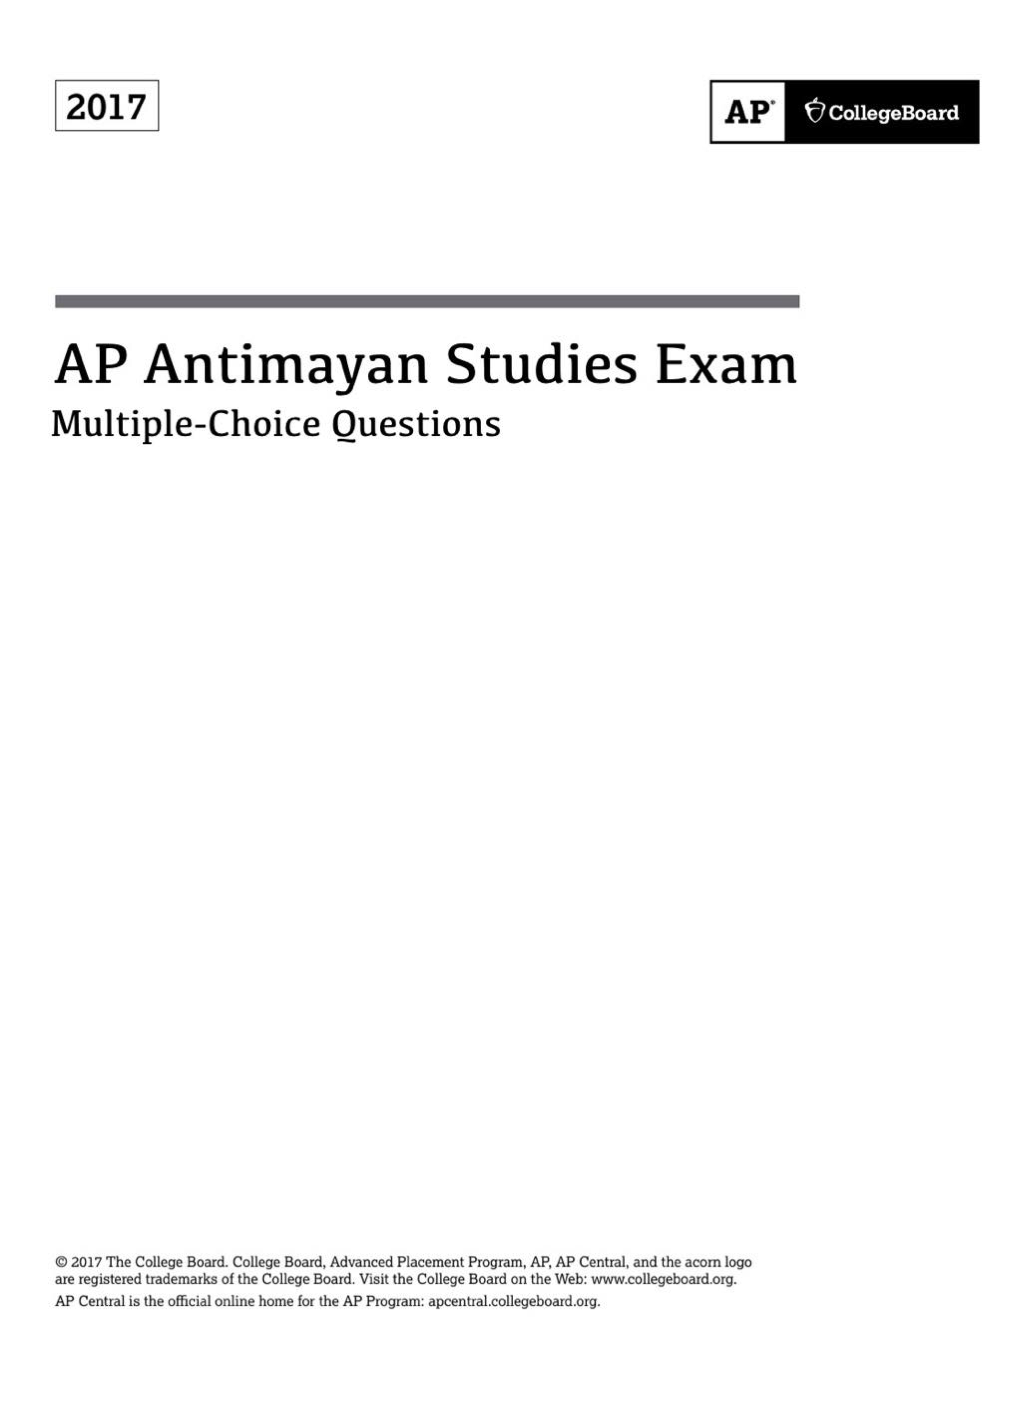 2017
AP® CollegeBoard
AP Antimayan Studies Exam
Multiple-Choice Questions
© 2017 The College Board. College Board, Advanced Placement Program, AP, AP Central, and the acorn logo
are registered trademarks of the College Board. Visit the College Board on the Web: www.collegeboard.org.
AP Central is the official online home for the AP Program: apcentral.collegeboard.org.